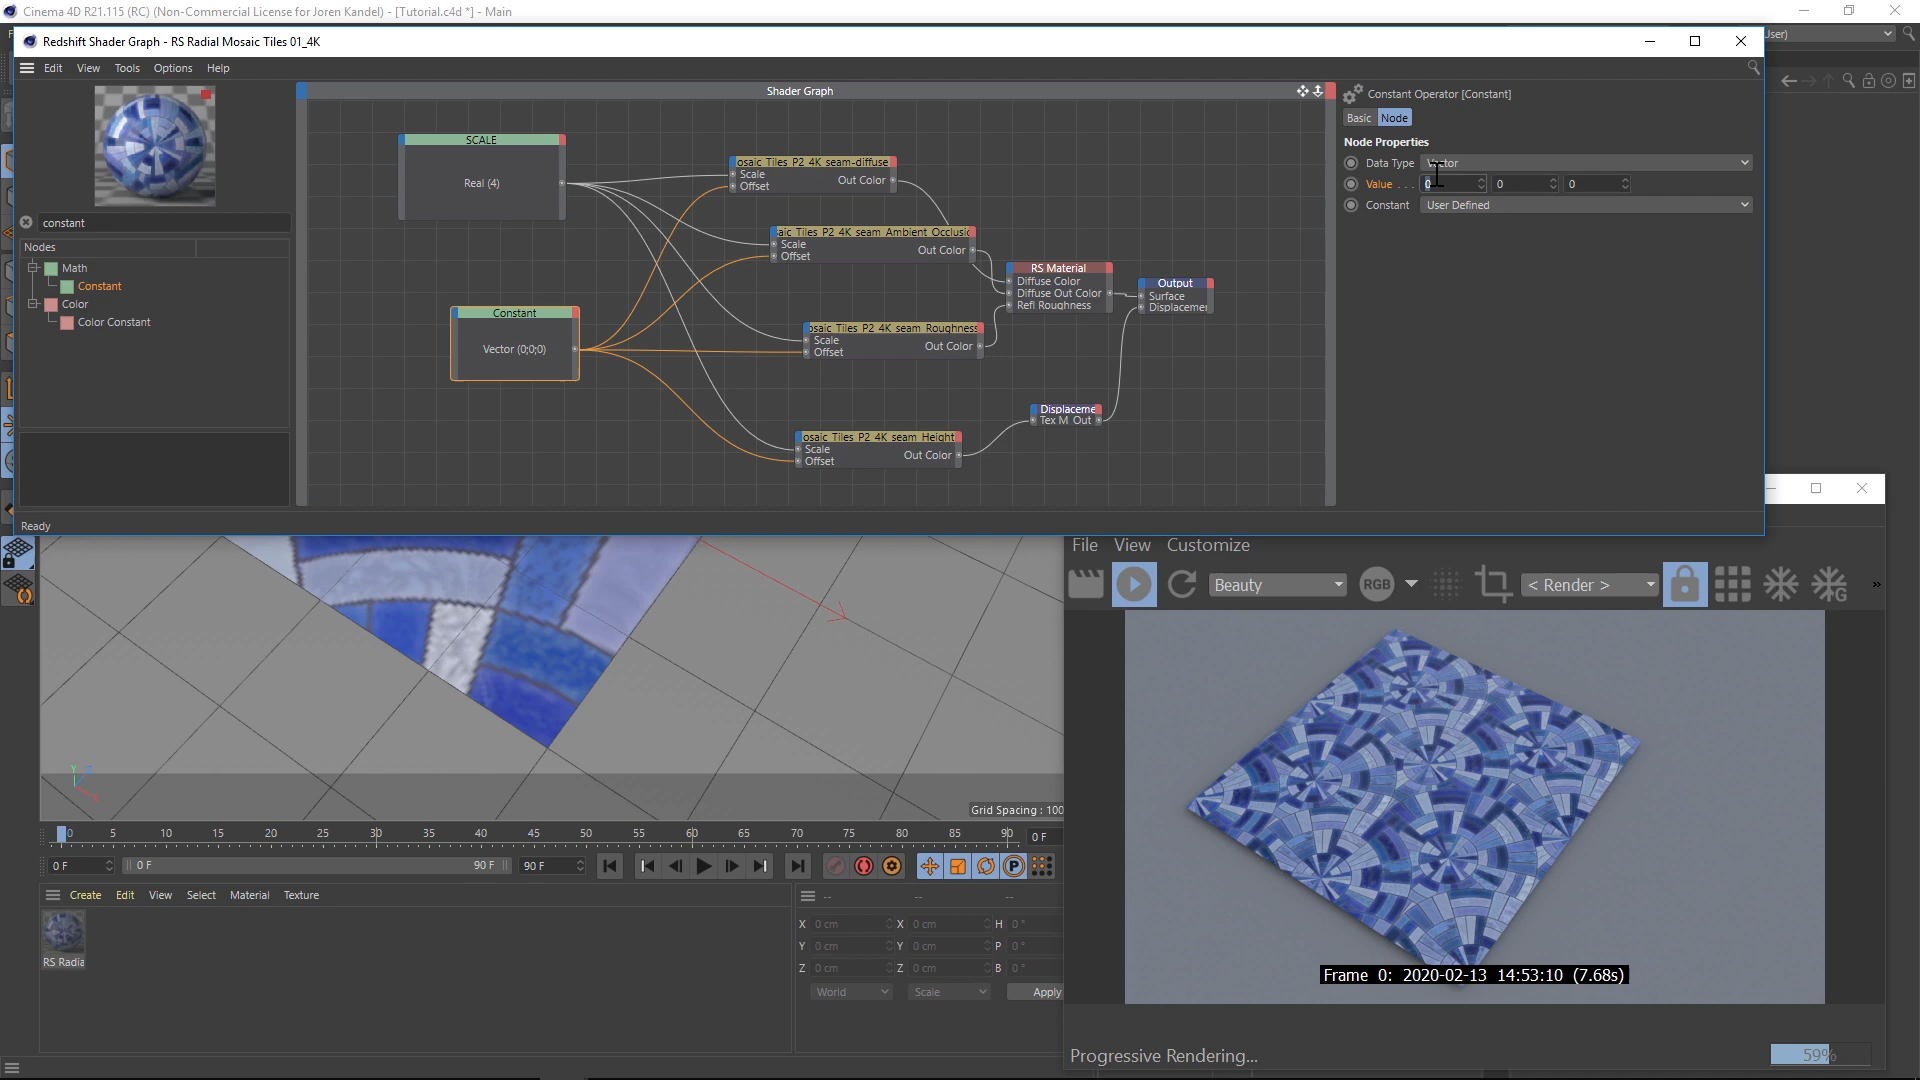 Cinema 4D R21.115 (RC) (Non-Commercial License for Joren Kandel) - [Tutorial.c4d *] - Main
Redshift Shader Graph - RS Radial Mosaic Tiles 01_4K
Edit View Tools Options Help
constant
Nodes
Math
Constant
Color
Color Constant
Ready
Shader Graph
SCALE
Real (4)
Constant
Vector (0;0;0)
osaic Tiles P2 4K seam-diffuse
Scale
Offset
Out Color
aic Tiles P2 4K seam Ambient Occlusic
Scale
Offset
Out Color
osaic Tiles P2 4K seam Roughness
Scale
Offset
Out Color
osaic Tiles P2 4K seam Height
Scale
Offset
Out Color
RS Material
Diffuse Color
Diffuse Out Color
Refl Roughness
Output
Surface
Displacemer
Displaceme
Tex M Out
Constant Operator [Constant]
Basic Node
Node Properties
Data Type Vector
Value . . . 0 0 0
Constant User Defined
Jser)
Grid Spacing : 100
0 5 10 15 20 25 30 35 40 45 50 55 60 65 70 75 80 85 90 0 F
0 F 0 F 90 F 90 F
Create Edit View Select Material Texture
RS Radia
-- -- --
X 0 cm X 0 cm H 0 °
Y 0 cm Y 0 cm P 0 °
Z 0 cm Z 0 cm B 0 °
World Scale Apply
File View Customize
Beauty RGB < Render > G »
Frame 0: 2020-02-13 14:53:10 (7.68s)
Progressive Rendering... 59%